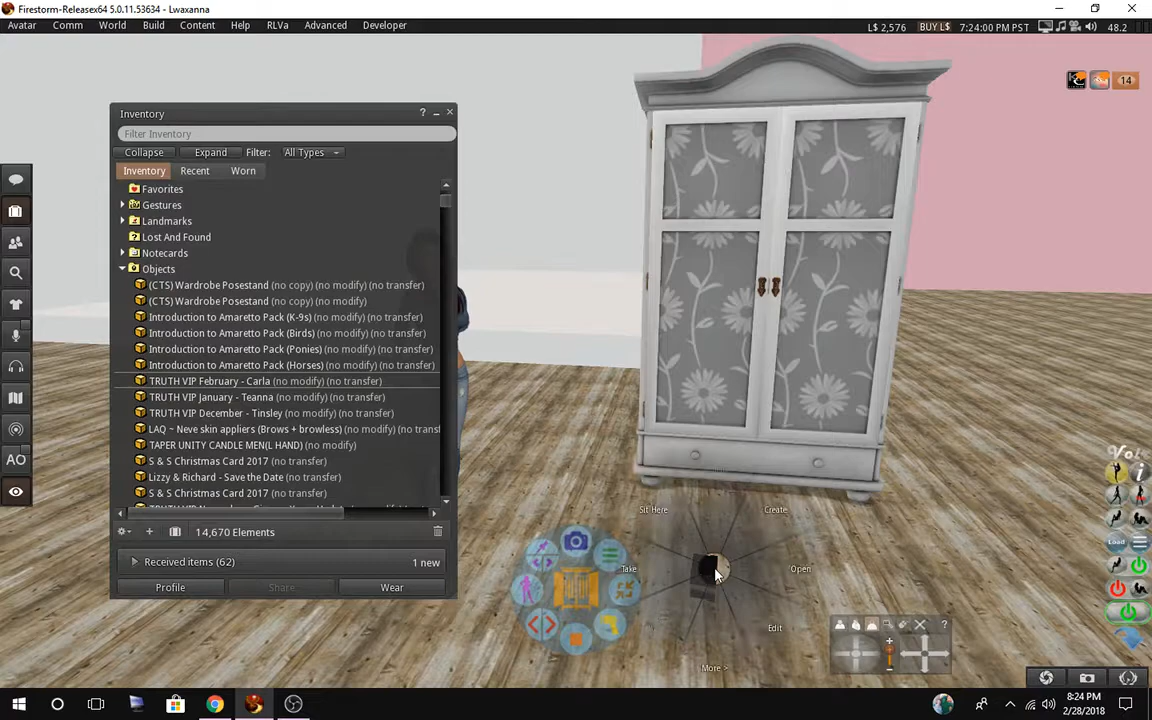 Firestorm-Releasex64 5.0.11.53634 - Lwaxanna
Avatar Comm World Build Content Help RLVa Advanced Developer
L$ 2,576 BUY L$ 7:24:00 PM PST 48.2
14
Inventory
Filter Inventory
Collapse Expand Filter: All Types
Inventory Recent Worn
Favorites
Gestures
Landmarks
Lost And Found
Notecards
Objects
(CTS) Wardrobe Posestand (no copy) (no modify) (no transfer)
(CTS) Wardrobe Posestand (no copy) (no modify)
Introduction to Amaretto Pack (K-9s) (no modify) (no transfer)
Introduction to Amaretto Pack (Birds) (no modify) (no transfer)
Introduction to Amaretto Pack (Ponies) (no modify) (no transfer)
Introduction to Amaretto Pack (Horses) (no modify) (no transfer)
TRUTH VIP February - Carla (no modify) (no transfer)
TRUTH VIP January - Teanna (no modify) (no transfer)
TRUTH VIP December - Tinsley (no modify) (no transfer)
LAQ ~ Neve skin appliers (Brows + browless) (no modify) (no transf
TAPER UNITY CANDLE MEN(L HAND) (no modify)
S & S Christmas Card 2017 (no transfer)
Lizzy & Richard - Save the Date (no transfer)
S & S Christmas Card 2017 (no transfer)
14,670 Elements
Received items (62) 1 new
Profile Share Wear
AO
Sit Here Create
Take Open
Edit
More >
?
Load
8:24 PM
2/28/2018